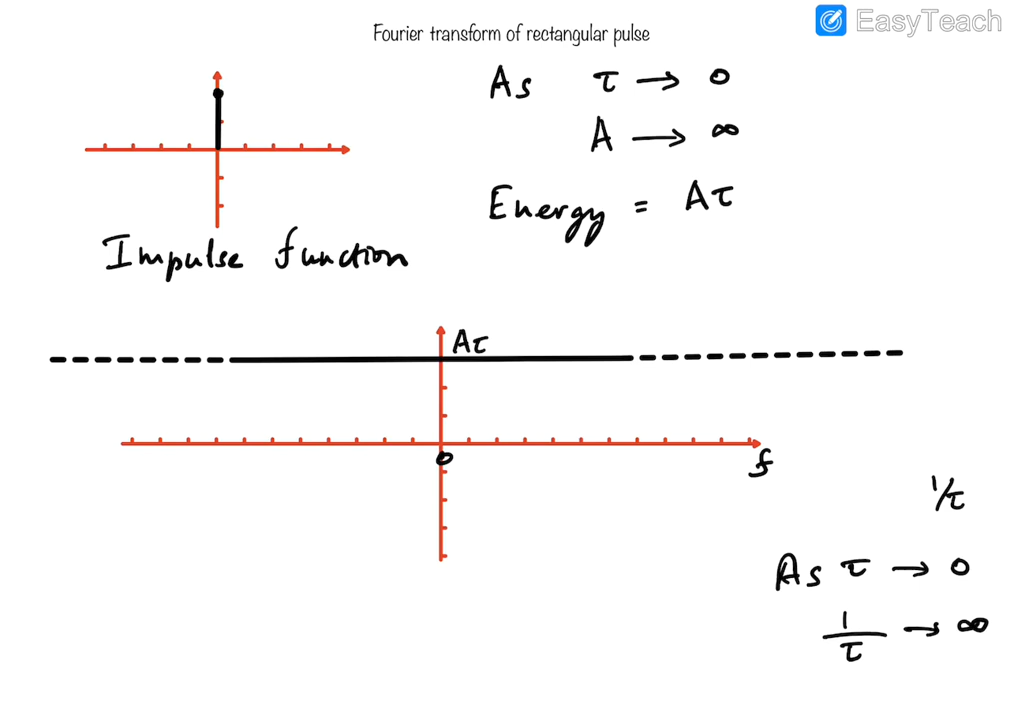 Fourier transform of rectangular pulse
EasyTeach
As τ → 0
A → ∞
Energy = Aτ
Impulse function
Aτ
0
f
1/τ
As τ → 0
1/τ → ∞